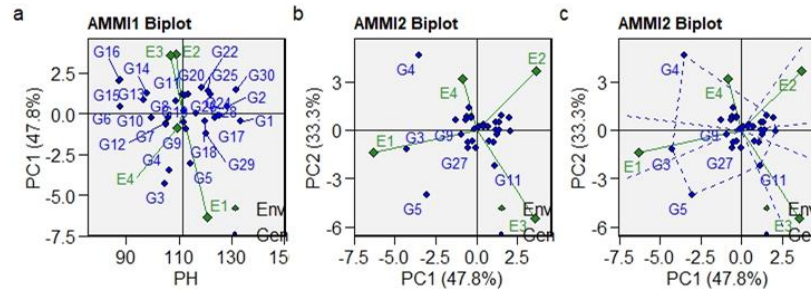 a
AMMI1 Biplot
E3 E2
G16
G22
G14
G20 G25 G30
G11
G15 G13
G8
G24 G2
G6 G10
G28
G1
G7
G17
G12
G9
G18
G4
G29
E4
G5
G3
E1
Env
Gen
2.5
0.0
-2.5
-5.0
-7.5
PC1 (47.8%)
90 110 131 150
PH
b
AMMI2 Biplot
G4
E2
E4
E1
G3
G9
G27
G11
G5
E3
Env
Gen
3
0
-3
-6
PC2 (33.3%)
-7.5 -5.0 -2.5 0.0 2.5
PC1 (47.8%)
c
AMMI2 Biplot
G4
E2
E4
E1
G3
G9
G27
G11
G5
E3
Env
Gen
3
0
-3
-6
PC2 (33.3%)
-7.5 -5.0 -2.5 0.0 2.5
PC1 (47.8%)